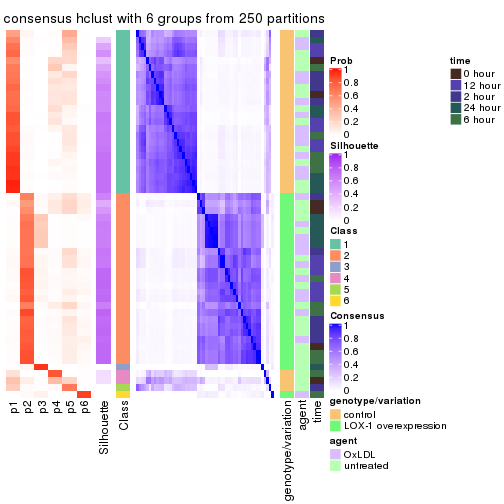 consensus hclust with 6 groups from 250 partitions
Prob
1
0.8
0.6
0.4
0.2
0
time
0 hour
12 hour
2 hour
24 hour
6 hour
Silhouette
1
0.8
0.6
0.4
0.2
0
Class
1
2
3
4
5
6
Consensus
1
0.8
0.6
0.4
0.2
0
genotype/variation
control
LOX-1 overexpression
agent
OxLDL
untreated
p1
p2
p3
p4
p5
p6
Silhouette
Class
genotype/variation
agent
time